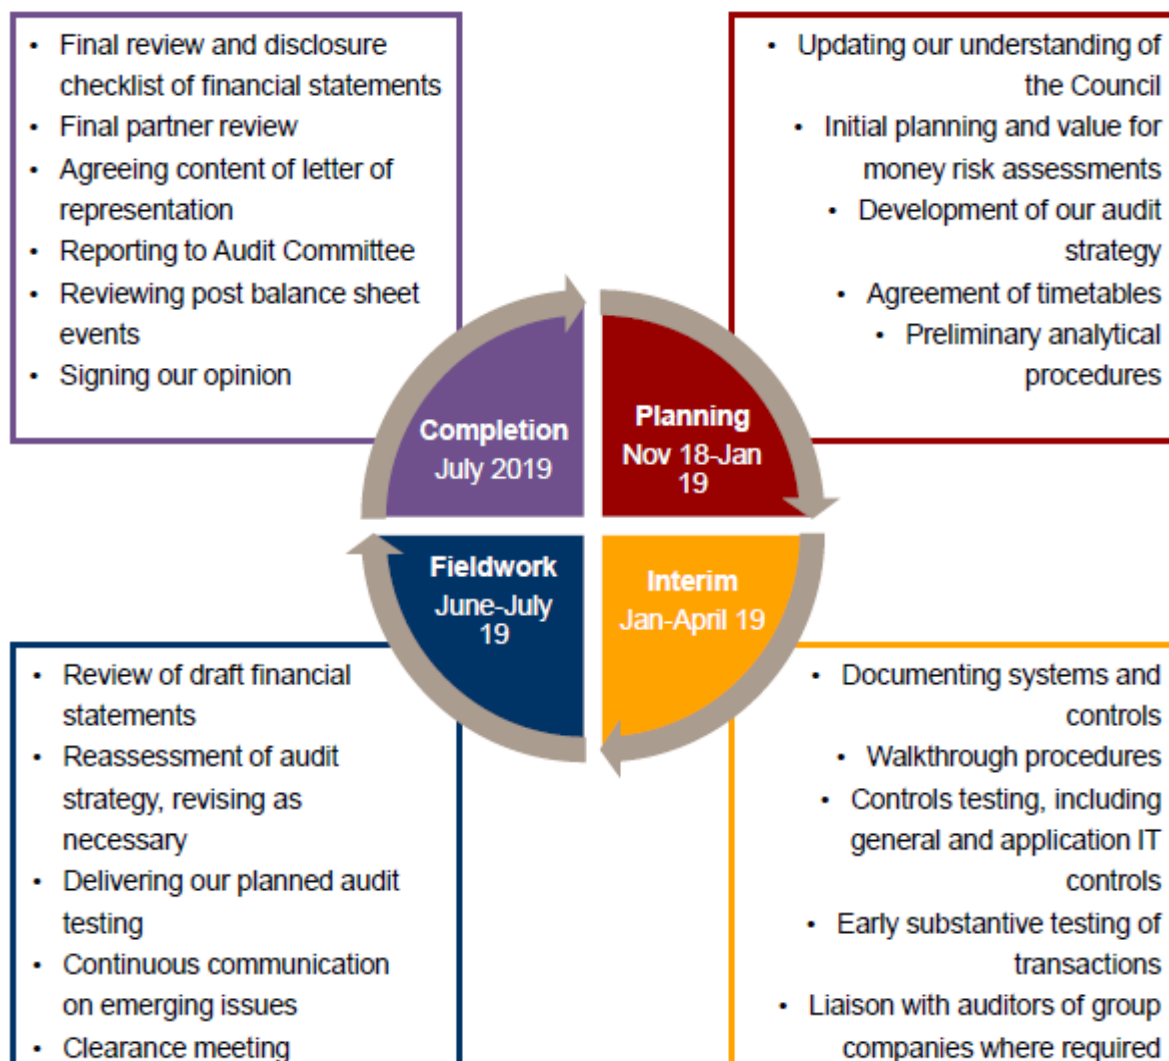 • Final review and disclosure
checklist of financial statements
• Final partner review
• Agreeing content of letter of
representation
• Reporting to Audit Committee
• Reviewing post balance sheet
events
• Signing our opinion
• Updating our understanding of
the Council
• Initial planning and value for
money risk assessments
• Development of our audit
strategy
• Agreement of timetables
• Preliminary analytical
procedures
Completion
July 2019
Planning
Nov 18-Jan
19
Fieldwork
June-July
19
Interim
Jan-April 19
• Review of draft financial
statements
• Reassessment of audit
strategy, revising as
necessary
• Delivering our planned audit
testing
• Continuous communication
on emerging issues
• Clearance meeting
• Documenting systems and
controls
• Walkthrough procedures
• Controls testing, including
general and application IT
controls
• Early substantive testing of
transactions
• Liaison with auditors of group
companies where required